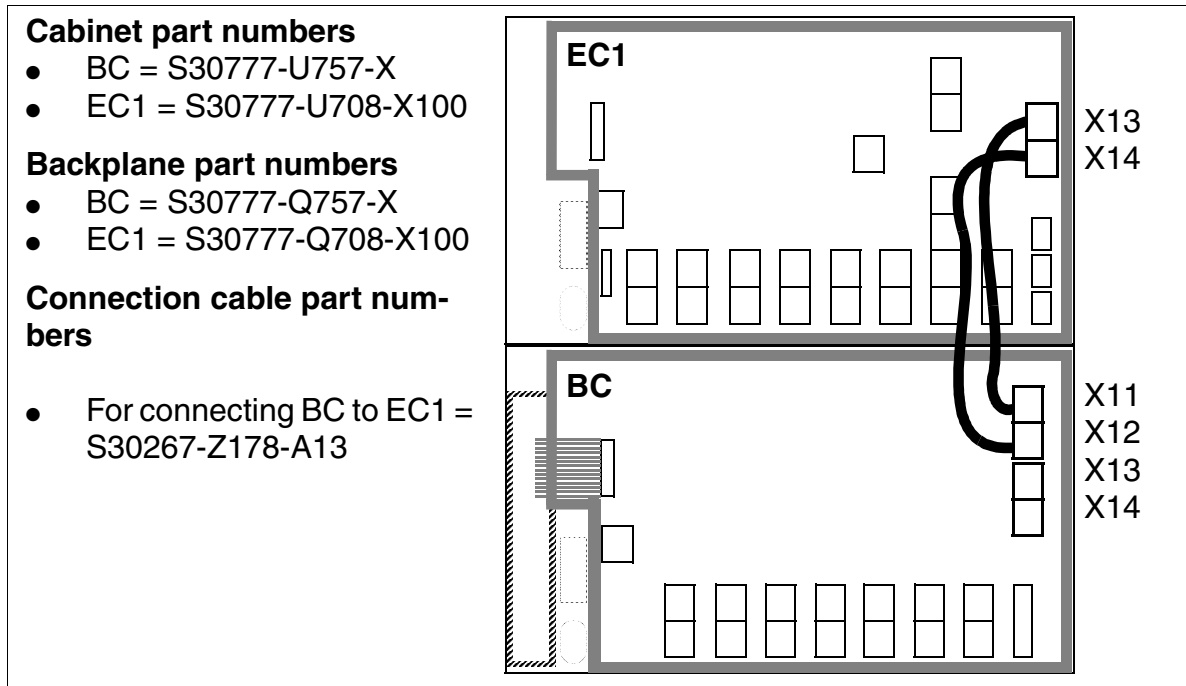 Cabinet part numbers
● BC = S30777-U757-X
● EC1 = S30777-U708-X100
Backplane part numbers
● BC = S30777-Q757-X
● EC1 = S30777-Q708-X100
Connection cable part num-
bers
● For connecting BC to EC1 =
S30267-Z178-A13
EC1
X13
X14
BC
X11
X12
X13
X14